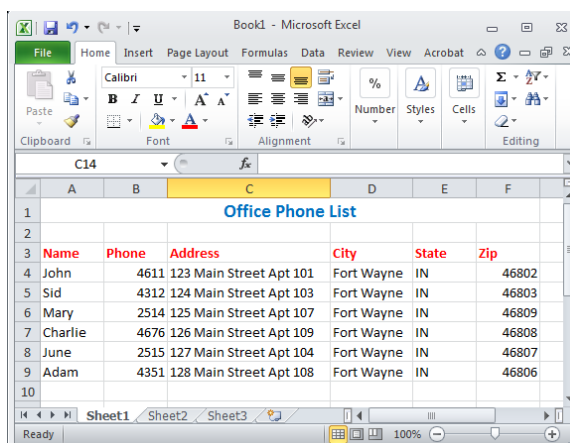 Book1 - Microsoft Excel
File Home Insert Page Layout Formulas Data Review View Acrobat
Calibri 11
Paste
B I U A A
A
%
Number
Styles
Cells
Σ
Clipboard Font Alignment Editing
C14 fx
A B C D E F
1 Office Phone List
2
3 Name Phone Address City State Zip
4 John 4611 123 Main Street Apt 101 Fort Wayne IN 46802
5 Sid 4312 124 Main Street Apt 103 Fort Wayne IN 46803
6 Mary 2514 125 Main Street Apt 107 Fort Wayne IN 46809
7 Charlie 4676 126 Main Street Apt 109 Fort Wayne IN 46808
8 June 2515 127 Main Street Apt 104 Fort Wayne IN 46807
9 Adam 4351 128 Main Street Apt 108 Fort Wayne IN 46806
10
Sheet1 Sheet2 Sheet3
Ready 100%